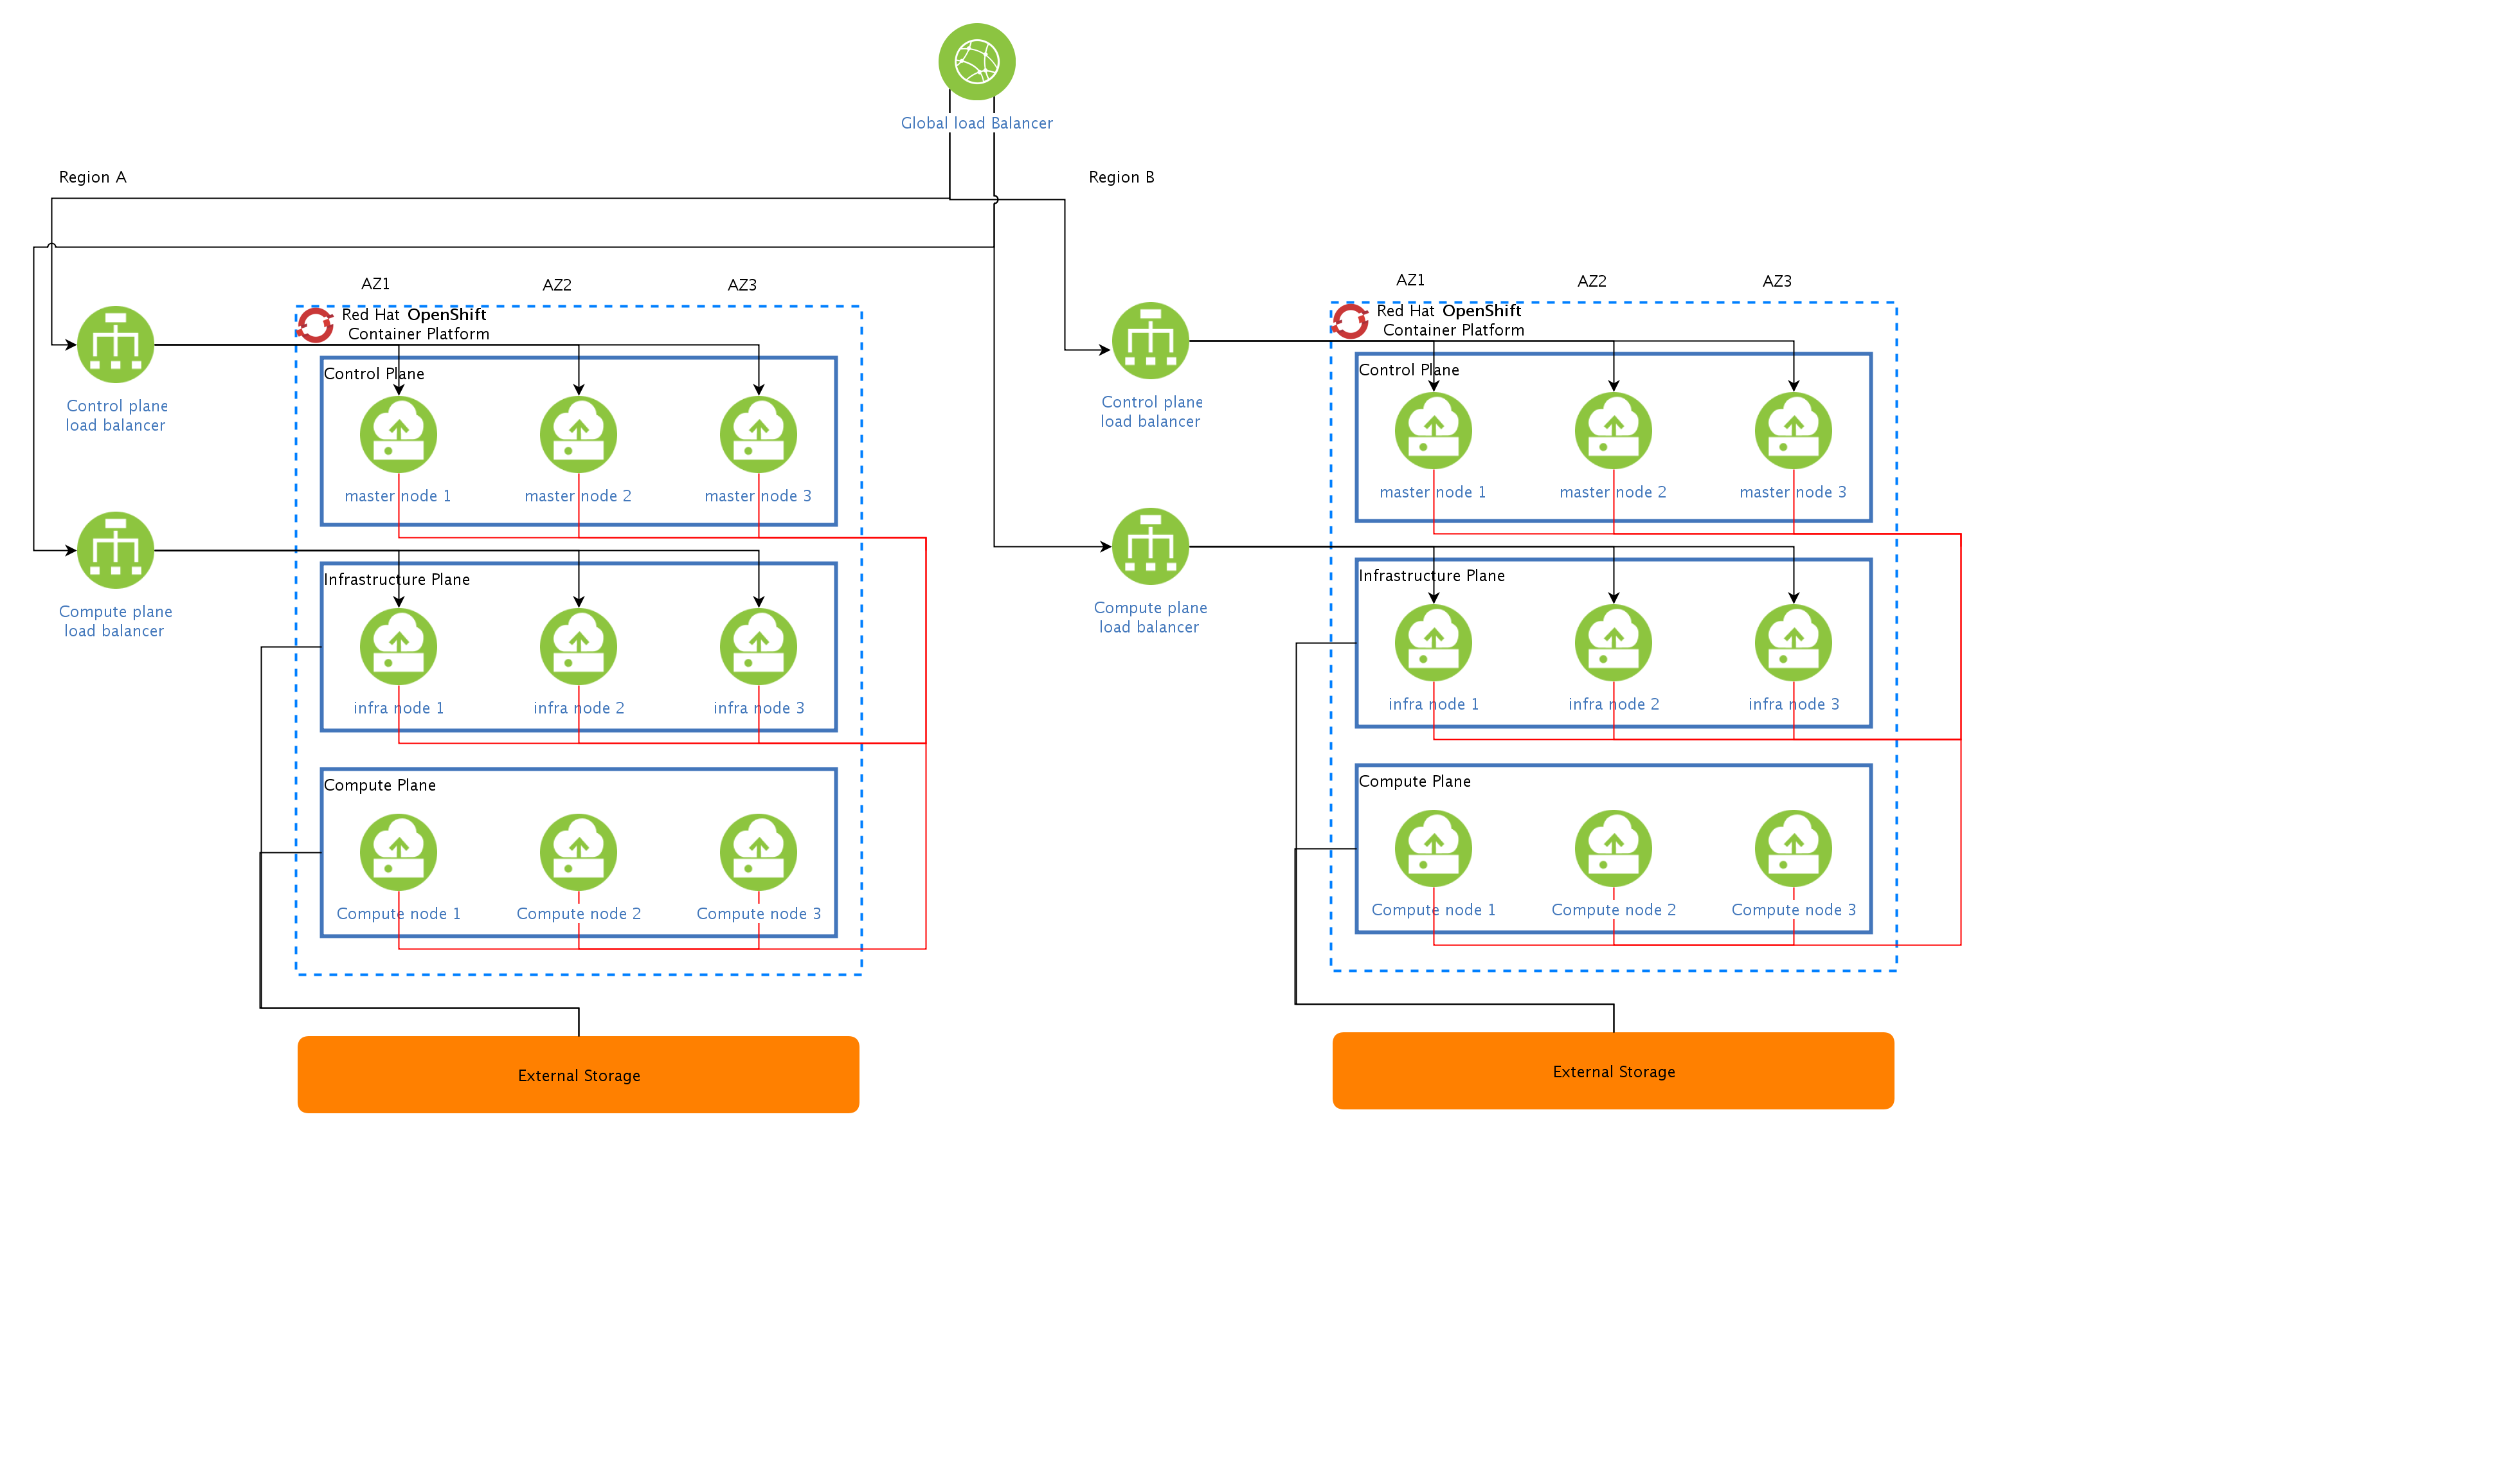 Global load Balancer
Region A
Region B
AZ1
AZ2
AZ3
Red Hat OpenShift
Container Platform
Control plane
load balancer
Control Plane
master node 1
master node 2
master node 3
Compute plane
load balancer
Infrastructure Plane
infra node 1
infra node 2
infra node 3
Compute Plane
Compute node 1
Compute node 2
Compute node 3
External Storage
AZ1
AZ2
AZ3
Red Hat OpenShift
Container Platform
Control plane
load balancer
Control Plane
master node 1
master node 2
master node 3
Compute plane
load balancer
Infrastructure Plane
infra node 1
infra node 2
infra node 3
Compute Plane
Compute node 1
Compute node 2
Compute node 3
External Storage